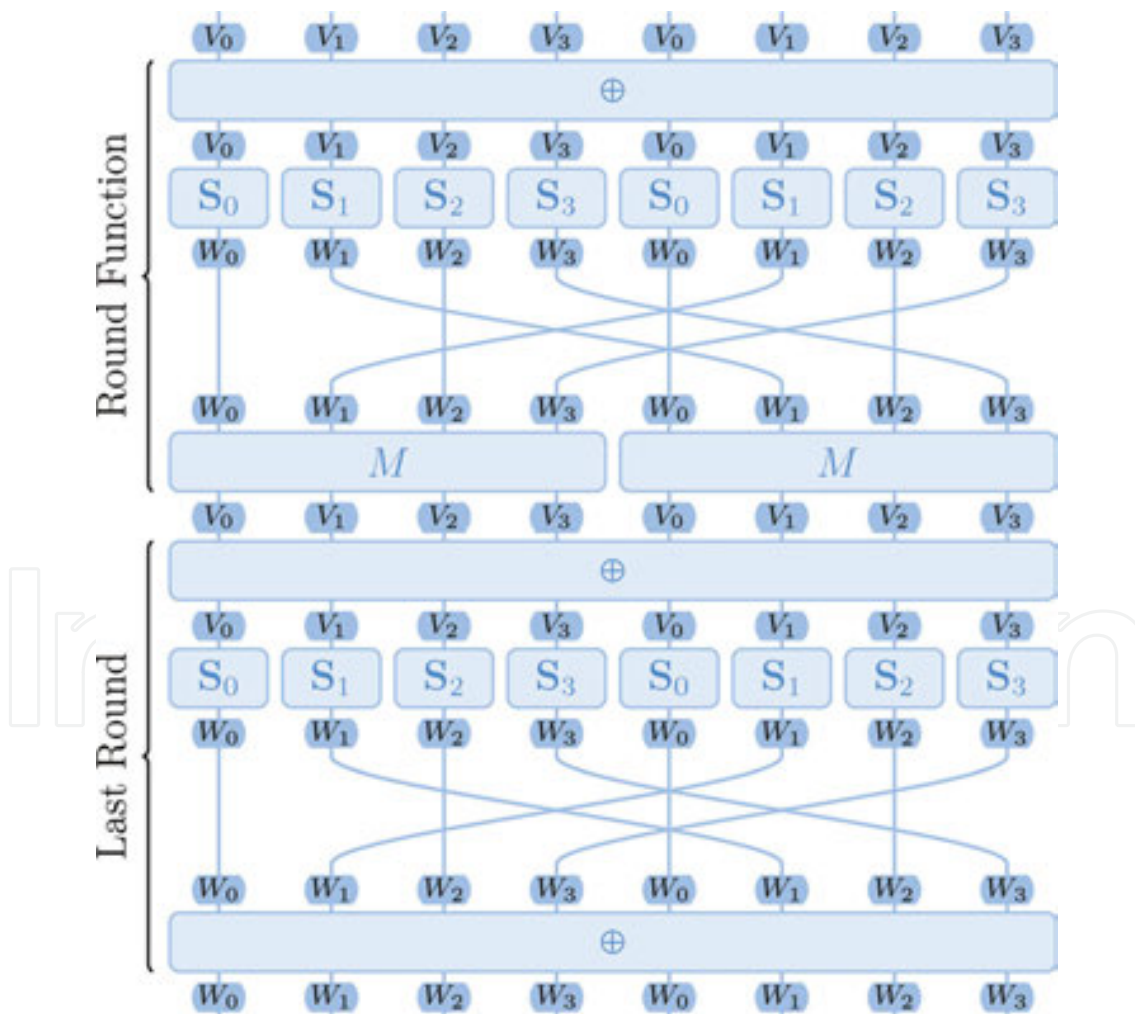 V₀ V₁ V₂ V₃ V₀ V₁ V₂ V₃
⊕
V₀ V₁ V₂ V₃ V₀ V₁ V₂ V₃
S₀ S₁ S₂ S₃ S₀ S₁ S₂ S₃
W₀ W₁ W₂ W₃ W₀ W₁ W₂ W₃
Round Function
W₀ W₁ W₂ W₃ W₀ W₁ W₂ W₃
M M
V₀ V₁ V₂ V₃ V₀ V₁ V₂ V₃
⊕
V₀ V₁ V₂ V₃ V₀ V₁ V₂ V₃
S₀ S₁ S₂ S₃ S₀ S₁ S₂ S₃
W₀ W₁ W₂ W₃ W₀ W₁ W₂ W₃
Last Round
W₀ W₁ W₂ W₃ W₀ W₁ W₂ W₃
⊕
W₀ W₁ W₂ W₃ W₀ W₁ W₂ W₃